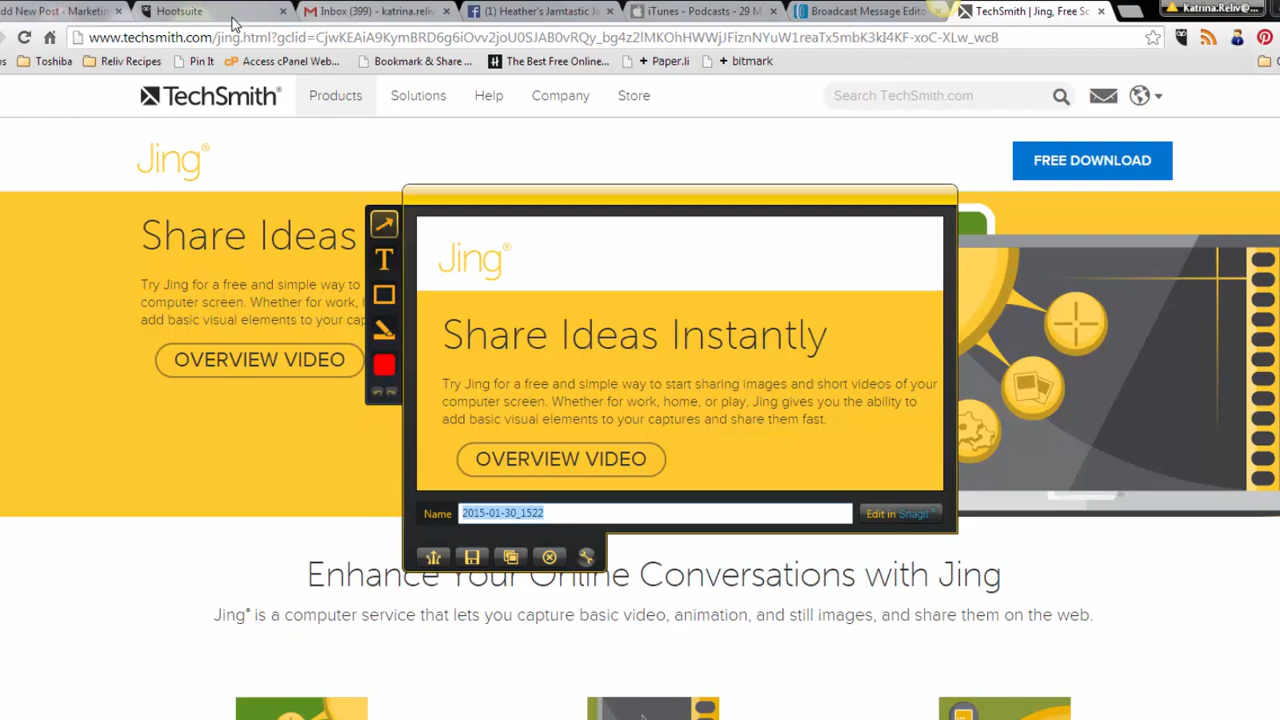 dd New Post ‹ Marketin
Hootsuite
Inbox (399) - katrina.reliv
(1) Heather's Jamtastic J
iTunes - Podcasts - 29 M
Broadcast Message Edito
TechSmith | Jing, Free Sc
Katrina.Reliv@...
www.techsmith.com/jing.html?gclid=CjwKEAiA9KymBRD6g6iOvv2joU0SJAB0vRQy_bg4z2lMKOhHWWjJFiznNYuW1reaTx5mbK3kI4KF-xoC-XLw_wcB
Toshiba
Reliv Recipes
Pin It
cP Access cPanel Web...
Bookmark & Share ...
H The Best Free Online...
+ Paper.li
+ bitmark
TechSmith®
Products
Solutions
Help
Company
Store
Search TechSmith.com
Jing®
FREE DOWNLOAD
Share Ideas
Try Jing for a free and simple way to
computer screen. Whether for work,
add basic visual elements to your cap
OVERVIEW VIDEO
T
Jing®
Share Ideas Instantly
Try Jing for a free and simple way to start sharing images and short videos of your
computer screen. Whether for work, home, or play, Jing gives you the ability to
add basic visual elements to your captures and share them fast.
OVERVIEW VIDEO
Name
2015-01-30_1522
Edit in Snagit
Enhance Your Online Conversations with Jing
Jing® is a computer service that lets you capture basic video, animation, and still images, and share them on the web.